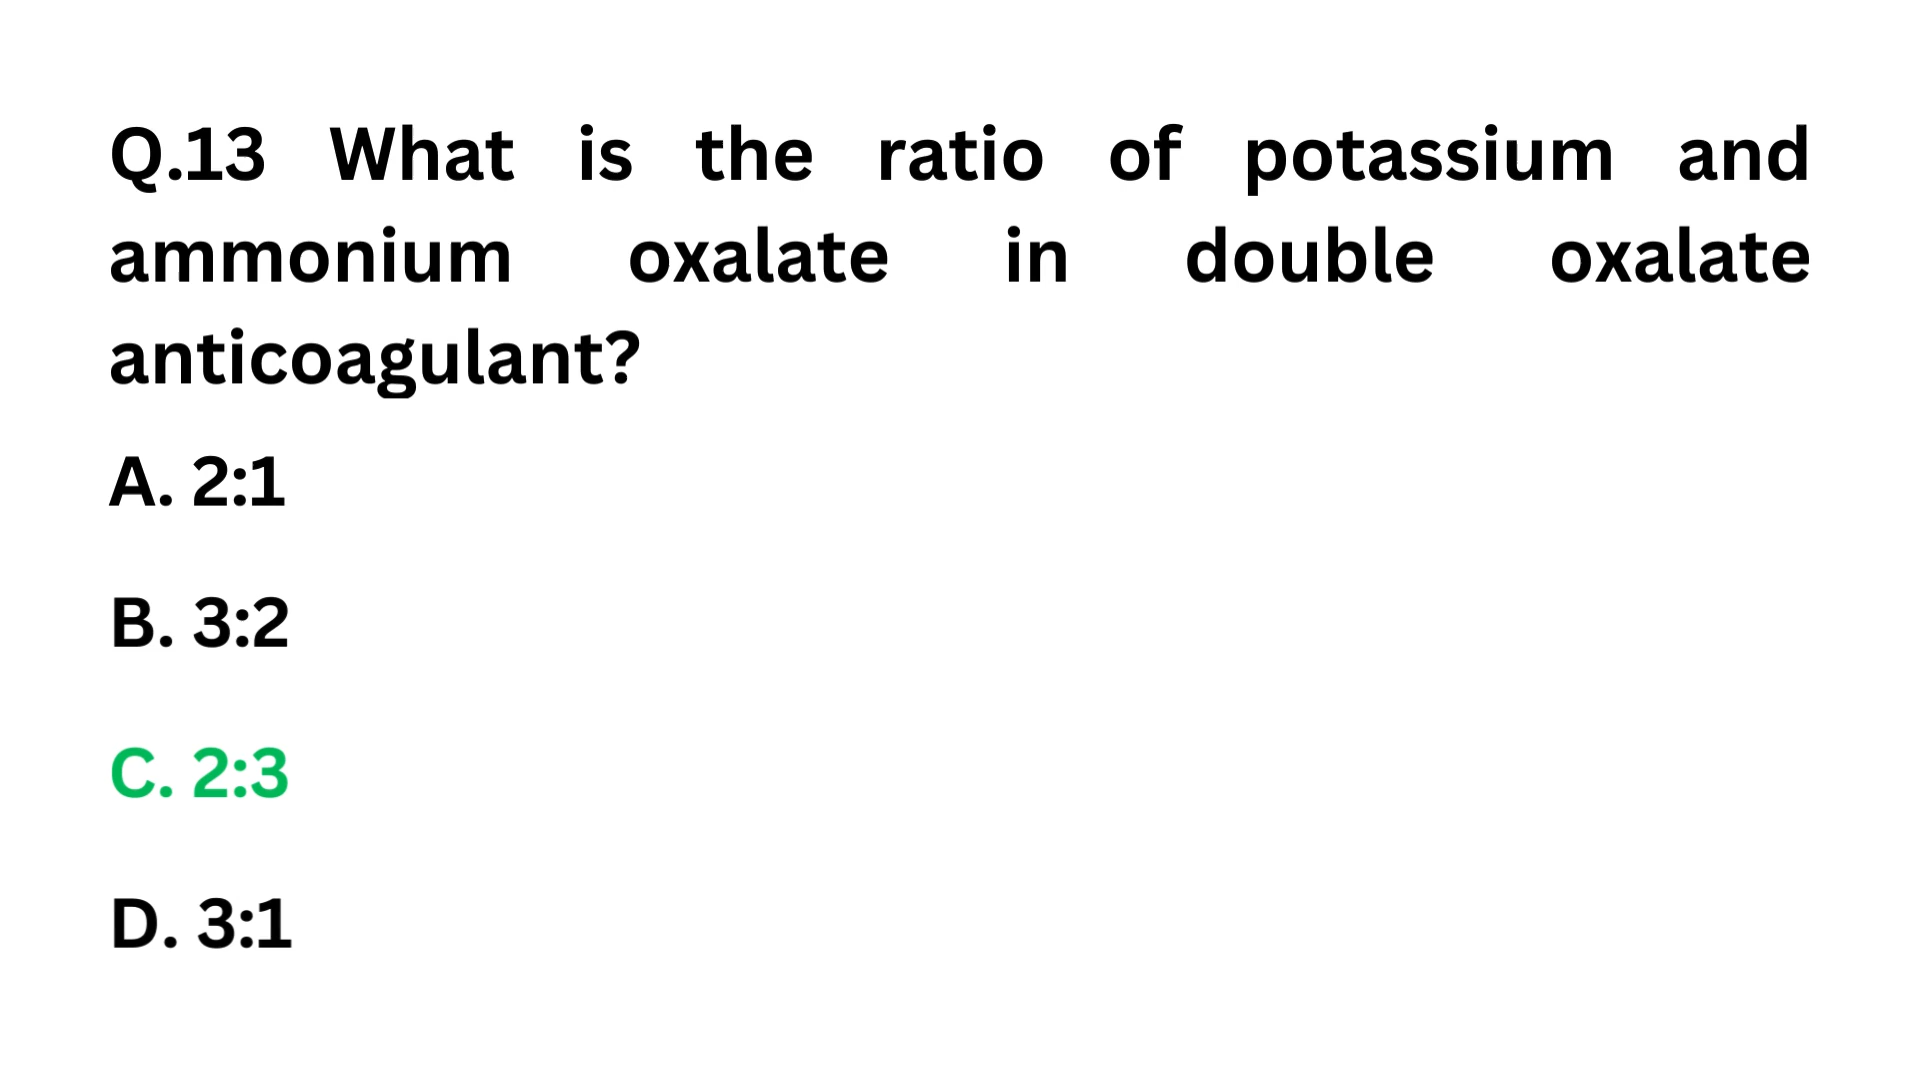 Q.13 What is the ratio of potassium and
ammonium oxalate in double oxalate
anticoagulant?
A. 2:1
B. 3:2
C. 2:3
D. 3:1